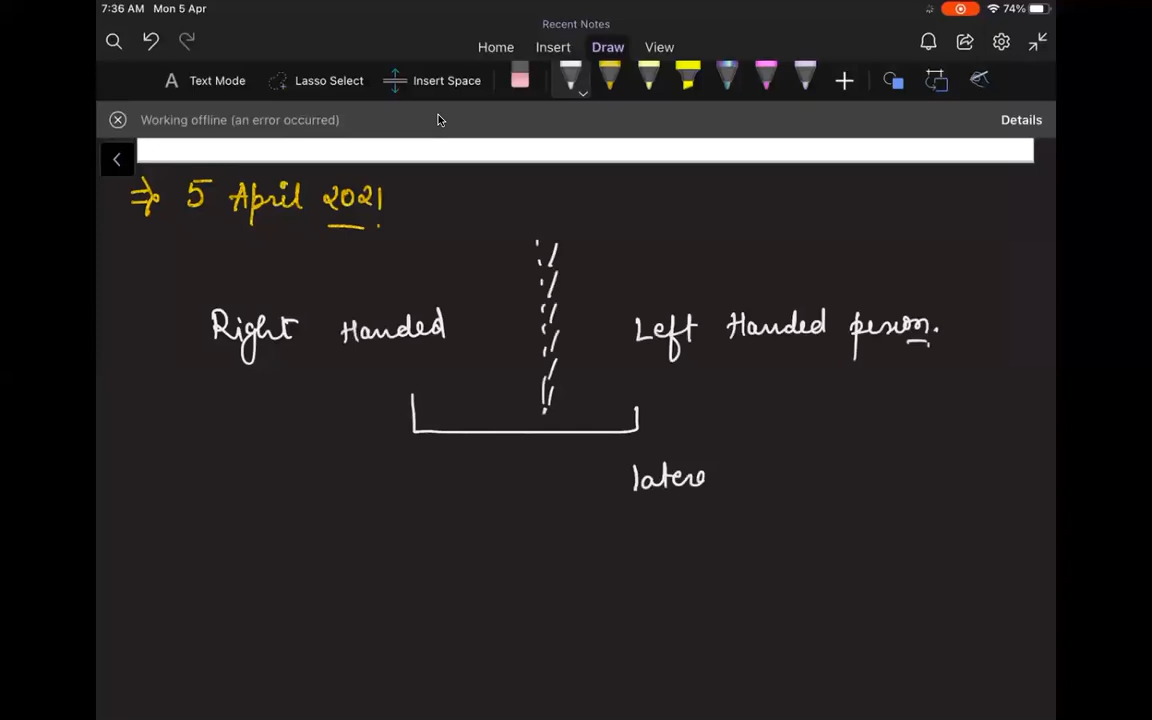 7:36 AM Mon 5 Apr
74%
Recent Notes
Home Insert Draw View
Text Mode Lasso Select Insert Space
Working offline (an error occurred) Details
⇒ 5 April 2021
Right Handed Left Handed person.
latera